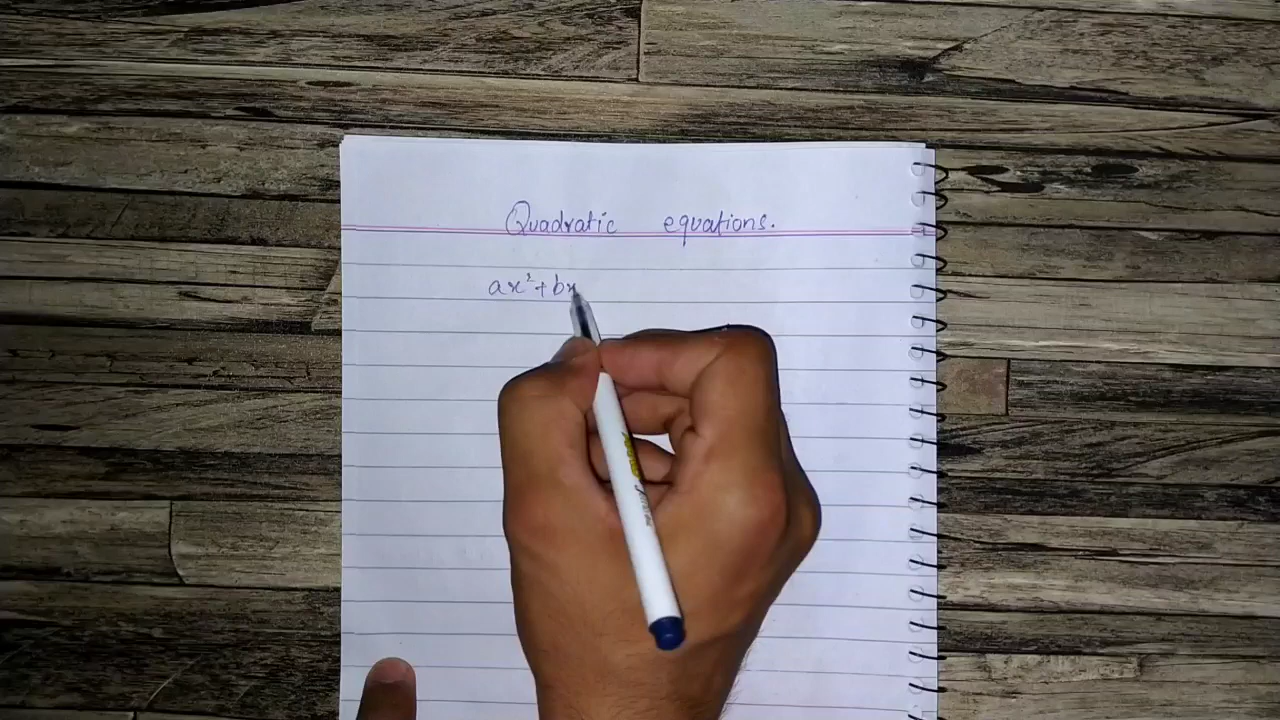 Quadratic equations.
ax² + bx